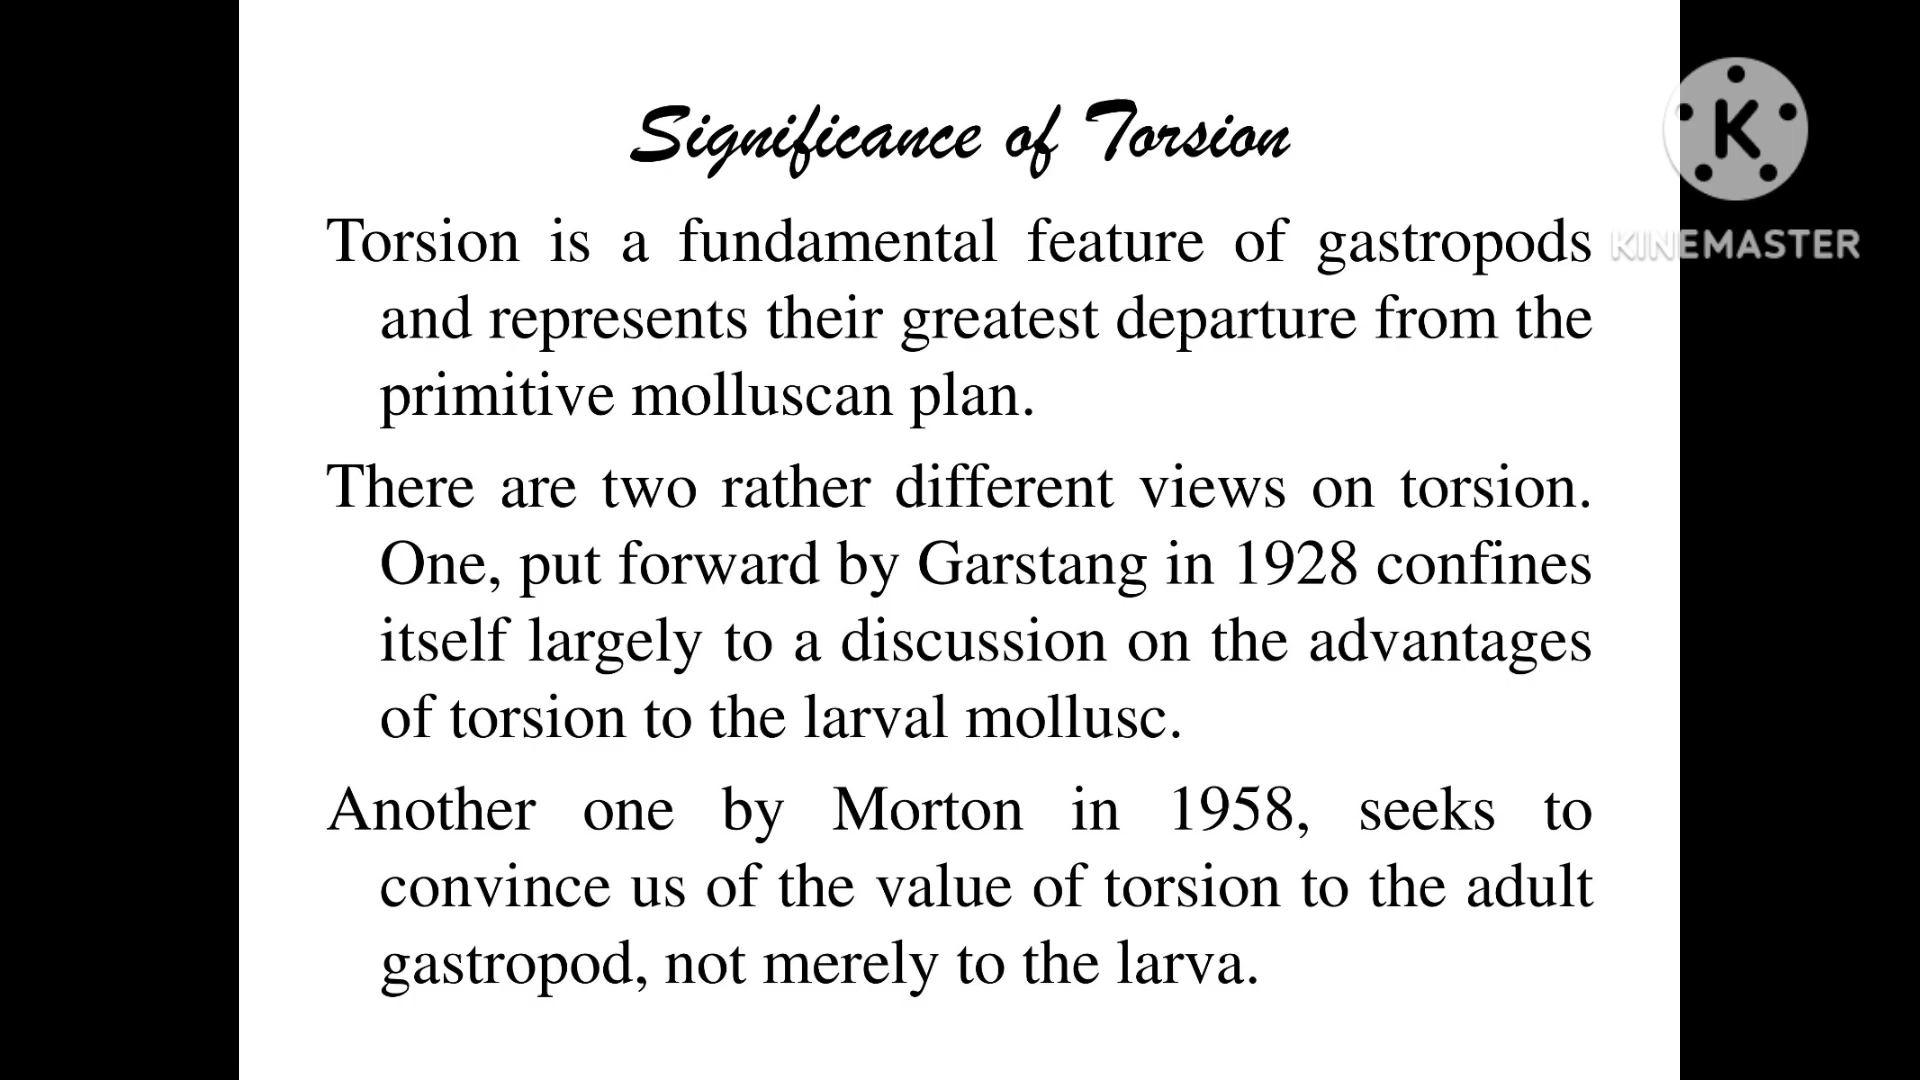 Significance of Torsion
Torsion is a fundamental feature of gastropods
and represents their greatest departure from the
primitive molluscan plan.
There are two rather different views on torsion.
One, put forward by Garstang in 1928 confines
itself largely to a discussion on the advantages
of torsion to the larval mollusc.
Another one by Morton in 1958, seeks to
convince us of the value of torsion to the adult
gastropod, not merely to the larva.
K
KINEMASTER